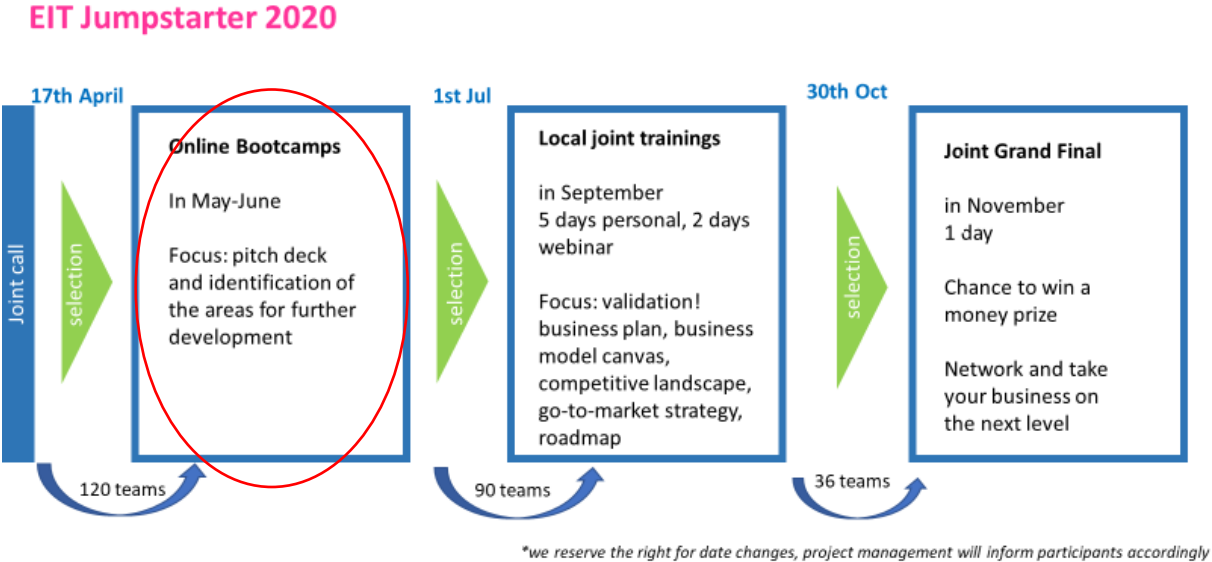 EIT Jumpstarter 2020
17th April
1st Jul
30th Oct
Joint call
selection
Online Bootcamps
In May-June
Focus: pitch deck
and identification of
the areas for further
development
selection
Local joint trainings
in September
5 days personal, 2 days
webinar
Focus: validation!
business plan, business
model canvas,
competitive landscape,
go-to-market strategy,
roadmap
selection
Joint Grand Final
in November
1 day
Chance to win a
money prize
Network and take
your business on
the next level
120 teams
90 teams
36 teams
*we reserve the right for date changes, project management will inform participants accordingly